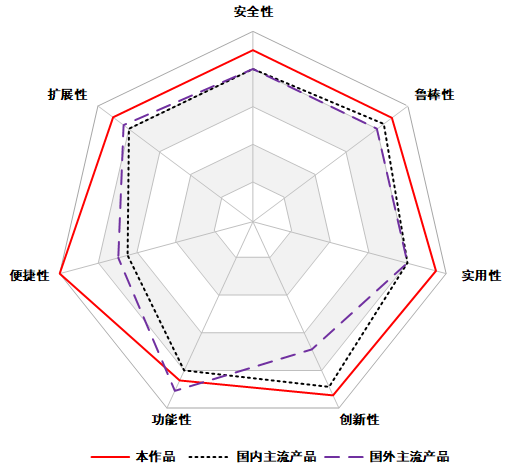 安全性
扩展性
鲁棒性
便捷性
实用性
功能性
创新性
本作品 国内主流产品 国外主流产品